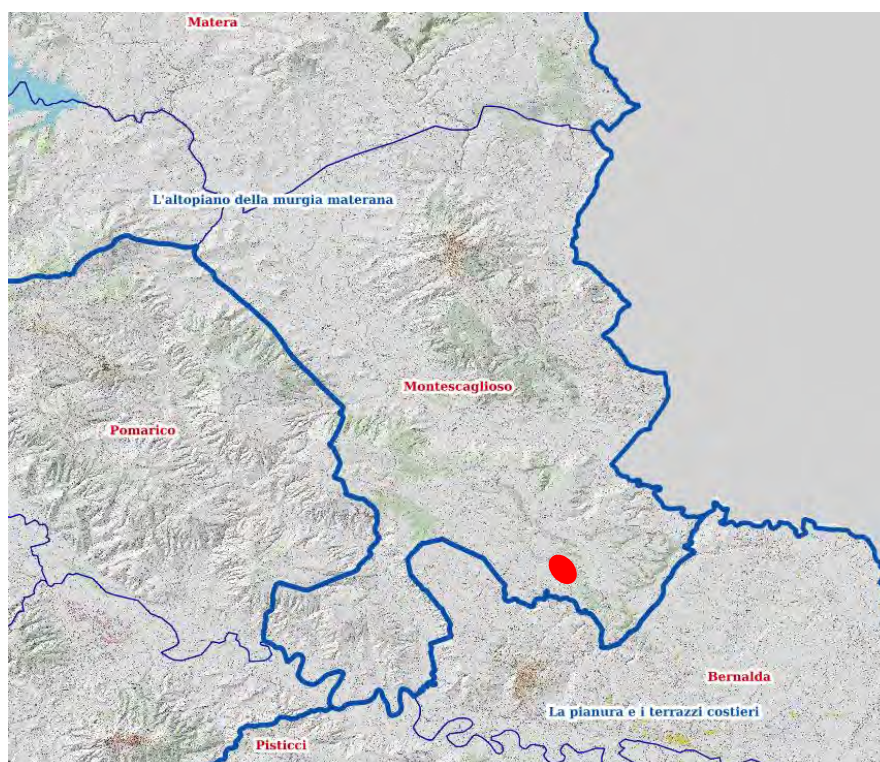 Matera
L'altopiano della murgia materana
Montescaglioso
Pomarico
Bernalda
La pianura e i terrazzi costieri
Pisticci